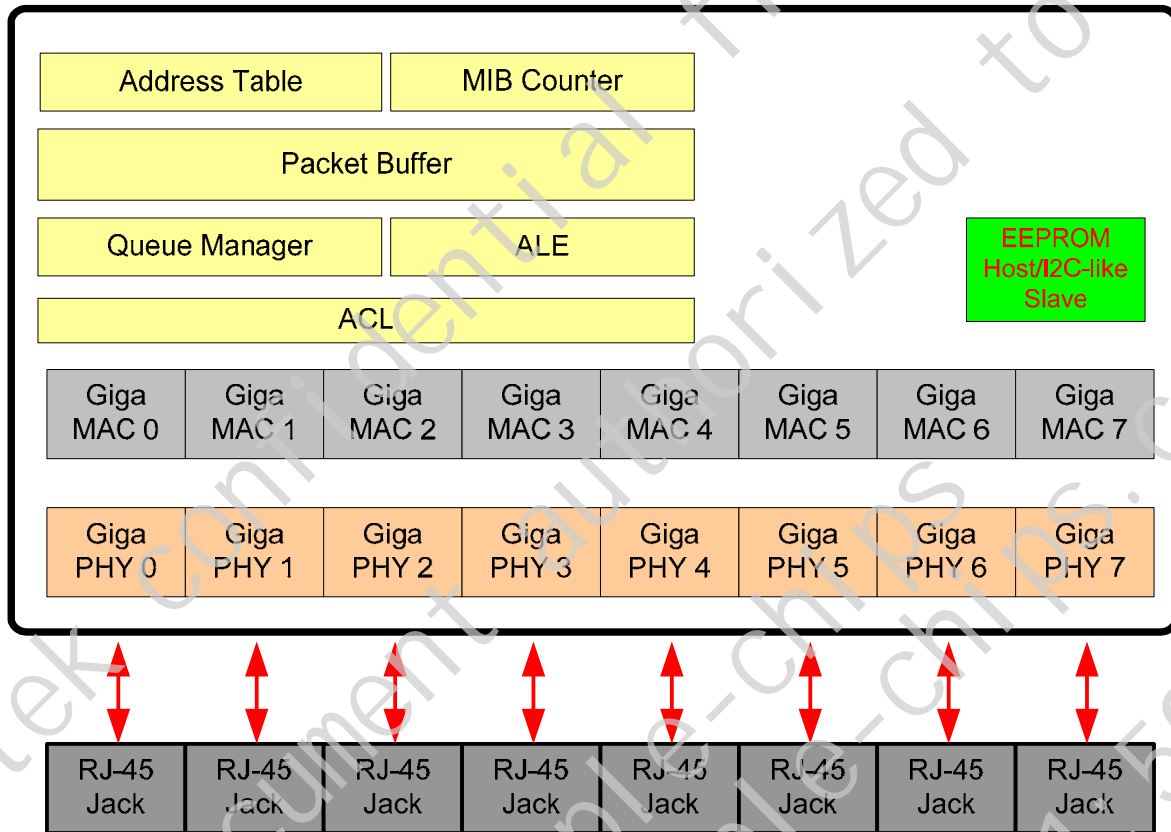 Address Table
MIB Counter
Packet Buffer
Queue Manager
ALE
EEPROM
Host/I2C-like
Slave
ACL
Giga
MAC 0
Giga
MAC 1
Giga
MAC 2
Giga
MAC 3
Giga
MAC 4
Giga
MAC 5
Giga
MAC 6
Giga
MAC 7
Giga
PHY 0
Giga
PHY 1
Giga
PHY 2
Giga
PHY 3
Giga
PHY 4
Giga
PHY 5
Giga
PHY 6
Giga
PHY 7
RJ-45
Jack
RJ-45
Jack
RJ-45
Jack
RJ-45
Jack
RJ-45
Jack
RJ-45
Jack
RJ-45
Jack
RJ-45
Jack
tek confidential
authorized to